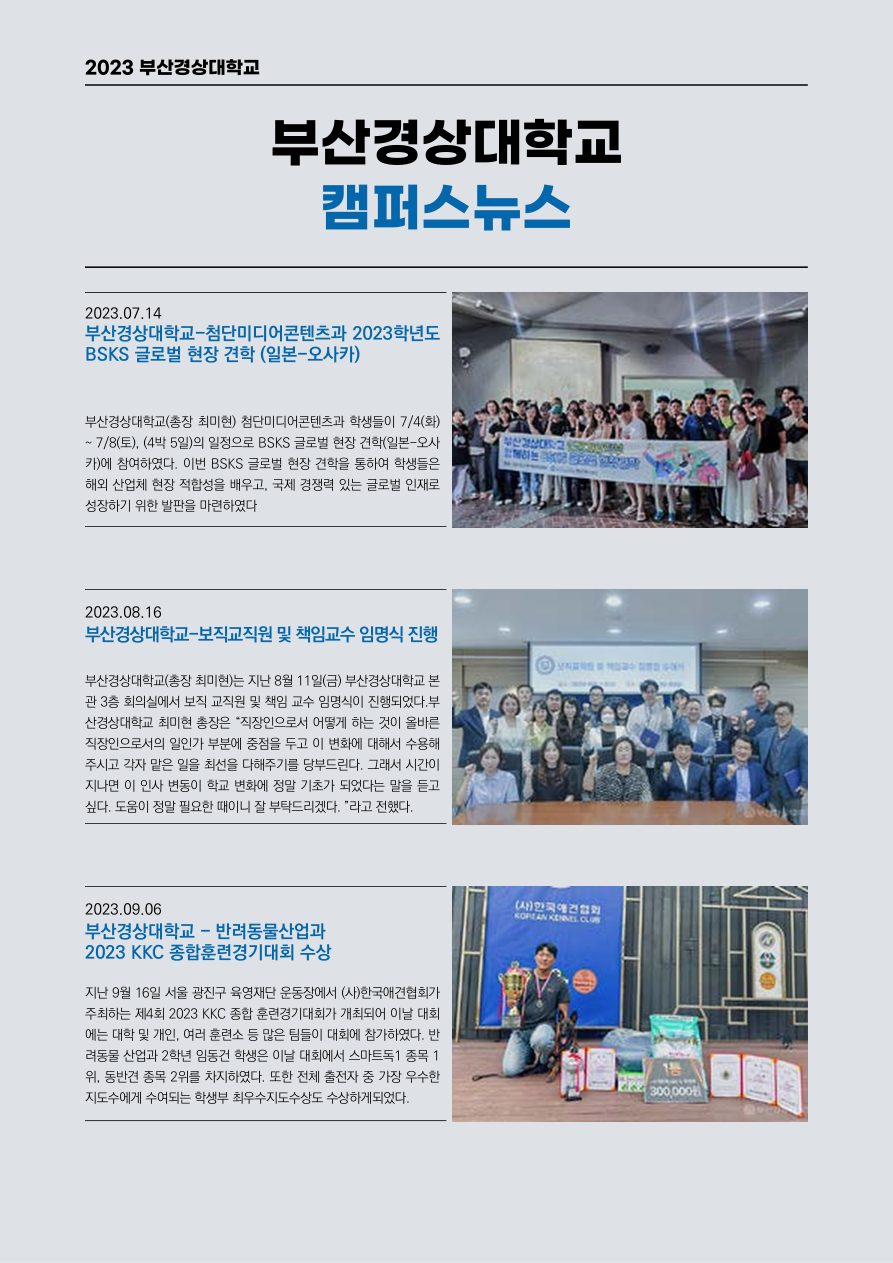 2023 부산경상대학교
부산경상대학교
캠퍼스뉴스
2023.07.14
부산경상대학교-첨단미디어콘텐츠과 2023학년도
BSKS 글로벌 현장 견학 (일본-오사카)
부산경상대학교(총장 최미현) 첨단미디어콘텐츠과 학생들이 7/4(화)
~ 7/8(토), (4박 5일)의 일정으로 BSKS 글로벌 현장 견학(일본-오사
카)에 참여하였다. 이번 BSKS 글로벌 현장 견학을 통하여 학생들은
해외 산업체 현장 적합성을 배우고, 국제 경쟁력 있는 글로벌 인재로
성장하기 위한 발판을 마련하였다
부산경상대학교
함께하는 BSKS 글로벌 현장견학
2023.08.16
부산경상대학교-보직교직원 및 책임교수 임명식 진행
부산경상대학교(총장 최미현)는 지난 8월 11일(금) 부산경상대학교 본
관 3층 회의실에서 보직 교직원 및 책임 교수 임명식이 진행되었다.부
산경상대학교 최미현 총장은 “직장인으로서 어떻게 하는 것이 올바른
직장인으로서의 일인가 부분에 중점을 두고 이 변화에 대해서 수용해
주시고 각자 맡은 일을 최선을 다해주기를 당부드린다. 그래서 시간이
지나면 이 인사 변동이 학교 변화에 정말 기초가 되었다는 말을 듣고
싶다. 도움이 정말 필요한 때이니 잘 부탁드리겠다. ”라고 전했다.
보직교직원 및 책임교수 임명장 수여식
2023.09.06
부산경상대학교 - 반려동물산업과
2023 KKC 종합훈련경기대회 수상
지난 9월 16일 서울 광진구 육영재단 운동장에서 (사)한국애견협회가
주최하는 제4회 2023 KKC 종합 훈련경기대회가 개최되어 이날 대회
에는 대학 및 개인, 여러 훈련소 등 많은 팀들이 대회에 참가하였다. 반
려동물 산업과 2학년 임동건 학생은 이날 대회에서 스마트독1 종목 1
위, 동반견 종목 2위를 차지하였다. 또한 전체 출전자 중 가장 우수한
지도수에게 수여되는 학생부 최우수지도수상도 수상하게되었다.
(사)한국애견협회
KOREAN KENNEL CLUB
1등
300,000원